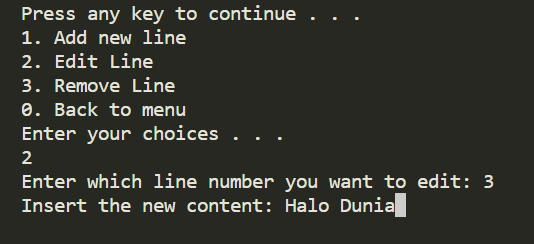 Press any key to continue . . .
1. Add new line
2. Edit Line
3. Remove Line
0. Back to menu
Enter your choices . . .
2
Enter which line number you want to edit: 3
Insert the new content: Halo Dunia